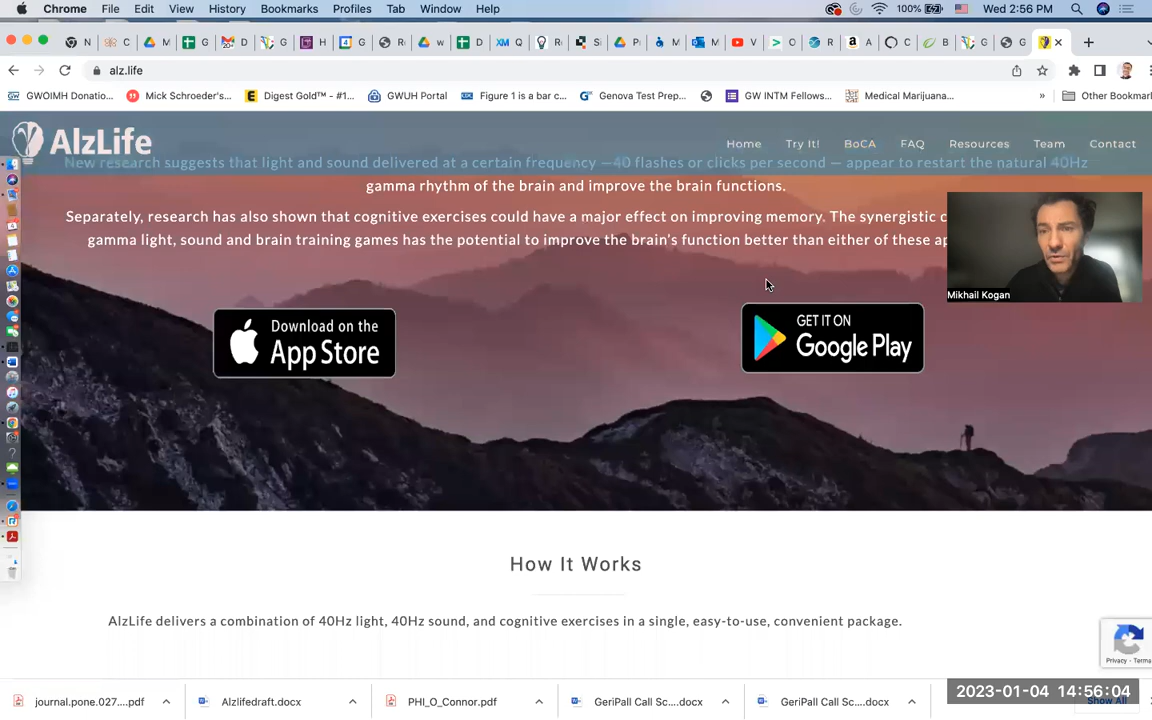 Chrome File Edit View History Bookmarks Profiles Tab Window Help 100% Wed 2:56 PM
alz.life
GWOIMH Donatio... Mick Schroeder's... Digest Gold™ - #1... GWUH Portal Figure 1 is a bar c... Genova Test Prep... GW INTM Fellows... Medical Marijuana... » Other Bookmar
AlzLife Home Try It! BoCA FAQ Resources Team Contact
New research suggests that light and sound delivered at a certain frequency —40 flashes or clicks per second — appear to restart the natural 40Hz
gamma rhythm of the brain and improve the brain functions.
Separately, research has also shown that cognitive exercises could have a major effect on improving memory. The synergistic c
gamma light, sound and brain training games has the potential to improve the brain's function better than either of these ap
Mikhail Kogan
Download on the
App Store
GET IT ON
Google Play
How It Works
AlzLife delivers a combination of 40Hz light, 40Hz sound, and cognitive exercises in a single, easy-to-use, convenient package.
Privacy - Terms
journal.pone.027....pdf Alzlifedraft.docx PHI_O_Connor.pdf GeriPall Call Sc....docx GeriPall Call Sc....docx Show All
2023-01-04 14:56:04